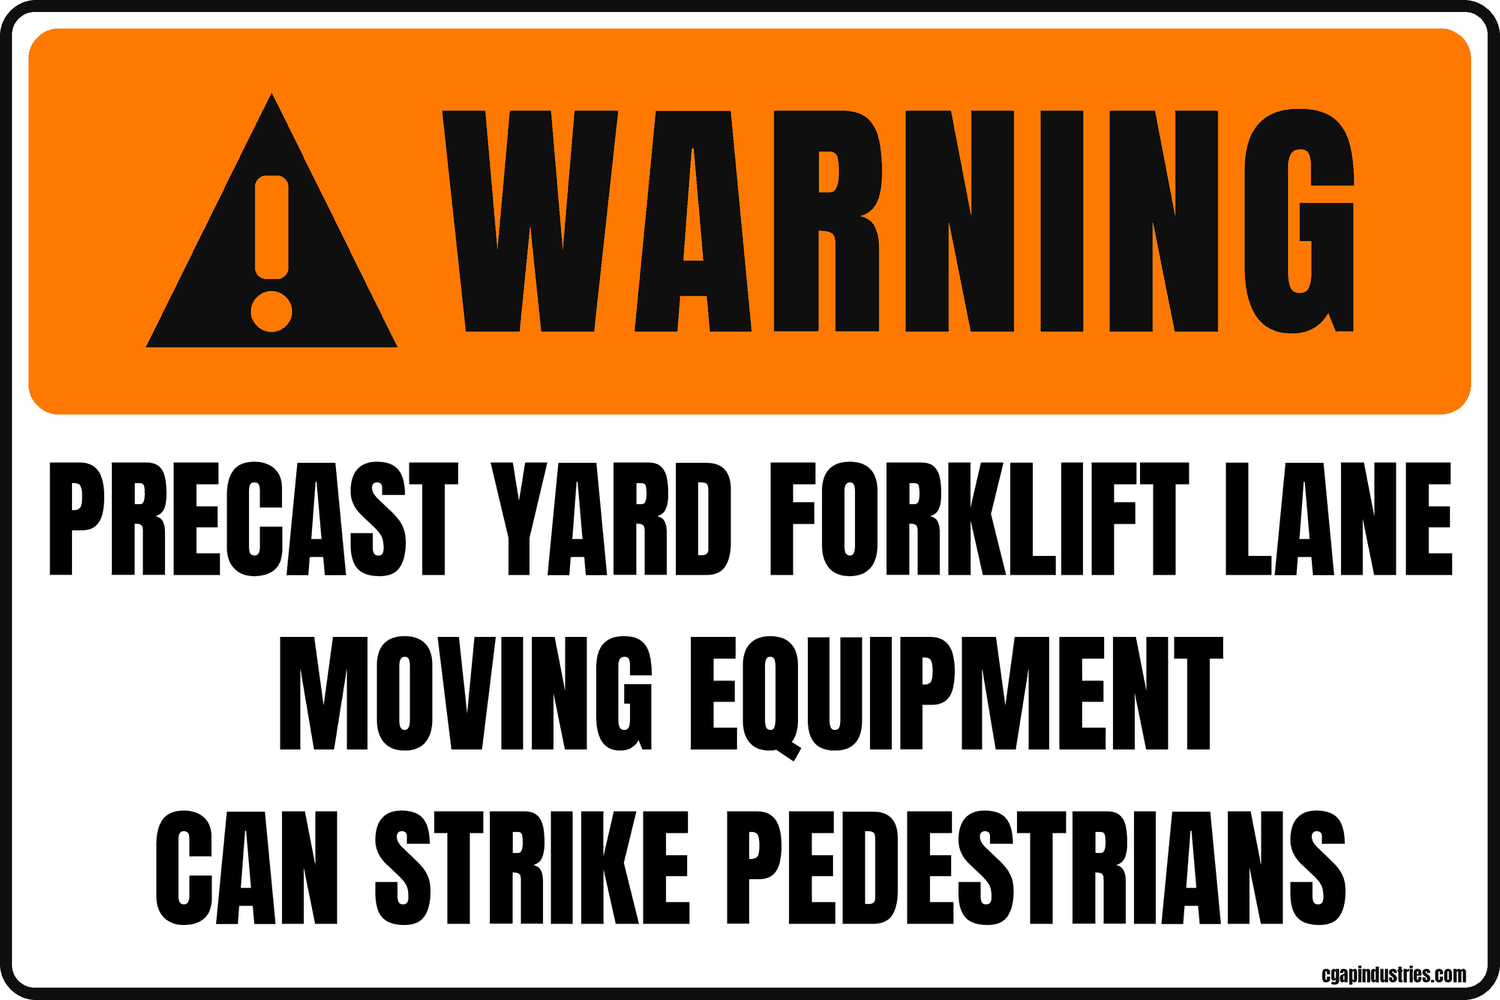 WARNING
PRECAST YARD FORKLIFT LANE
MOVING EQUIPMENT
CAN STRIKE PEDESTRIANS
cgapindustries.com